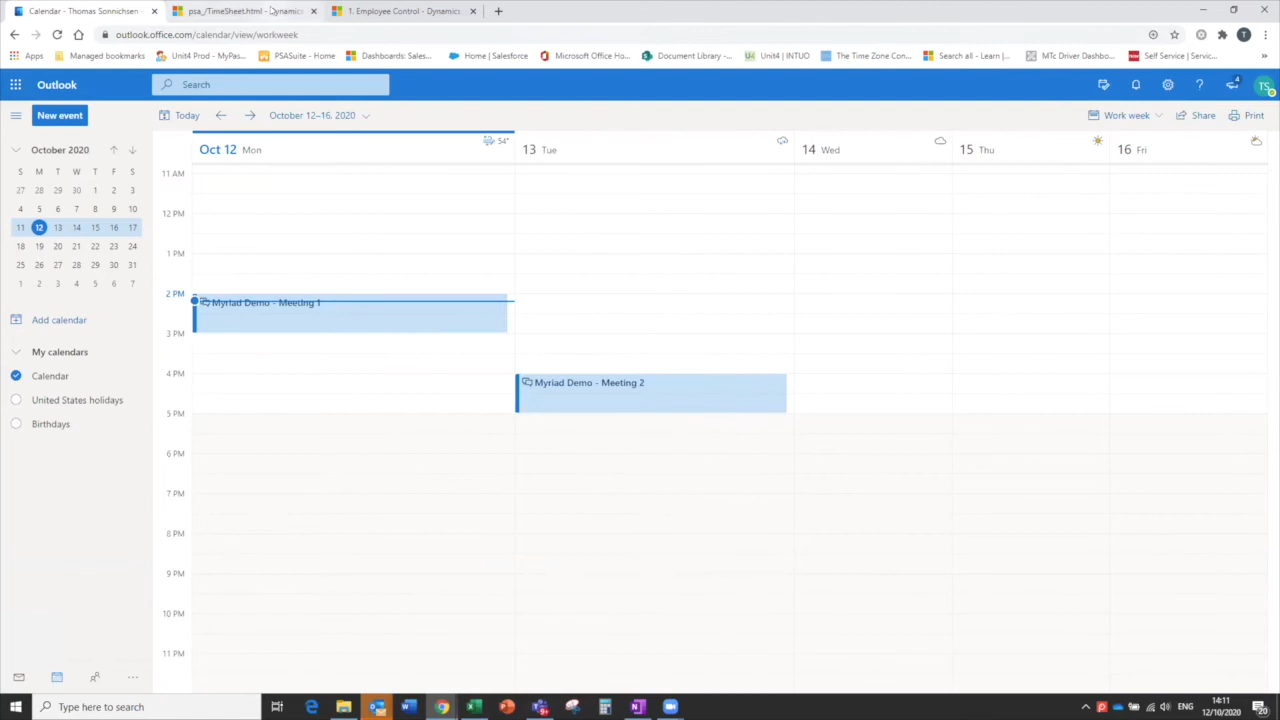 Calendar - Thomas Sonnichsen -
psa_/TimeSheet.html - Dynamics
1. Employee Control - Dynamics
outlook.office.com/calendar/view/workweek
T
Apps
Managed bookmarks
Unit4 Prod - MyPas...
PSASuite - Home
Dashboards: Sales...
Home | Salesforce
Microsoft Office Ho...
Document Library -...
Unit4 | INTUO
The Time Zone Con...
Search all - Learn |...
MTc Driver Dashbo...
Self Service | Servic...
Outlook
Search
4
TS
New event
Today
October 12–16, 2020
Work week
Share
Print
October 2020
S M T W T F S
27 28 29 30 1 2 3
4 5 6 7 8 9 10
11 12 13 14 15 16 17
18 19 20 21 22 23 24
25 26 27 28 29 30 31
1 2 3 4 5 6 7
Add calendar
My calendars
Calendar
United States holidays
Birthdays
Oct 12 Mon
54°
13 Tue
14 Wed
15 Thu
16 Fri
11 AM
12 PM
1 PM
2 PM
Myriad Demo - Meeting 1
3 PM
4 PM
Myriad Demo - Meeting 2
5 PM
6 PM
7 PM
8 PM
9 PM
10 PM
11 PM
Type here to search
ENG
14:11
12/10/2020
20